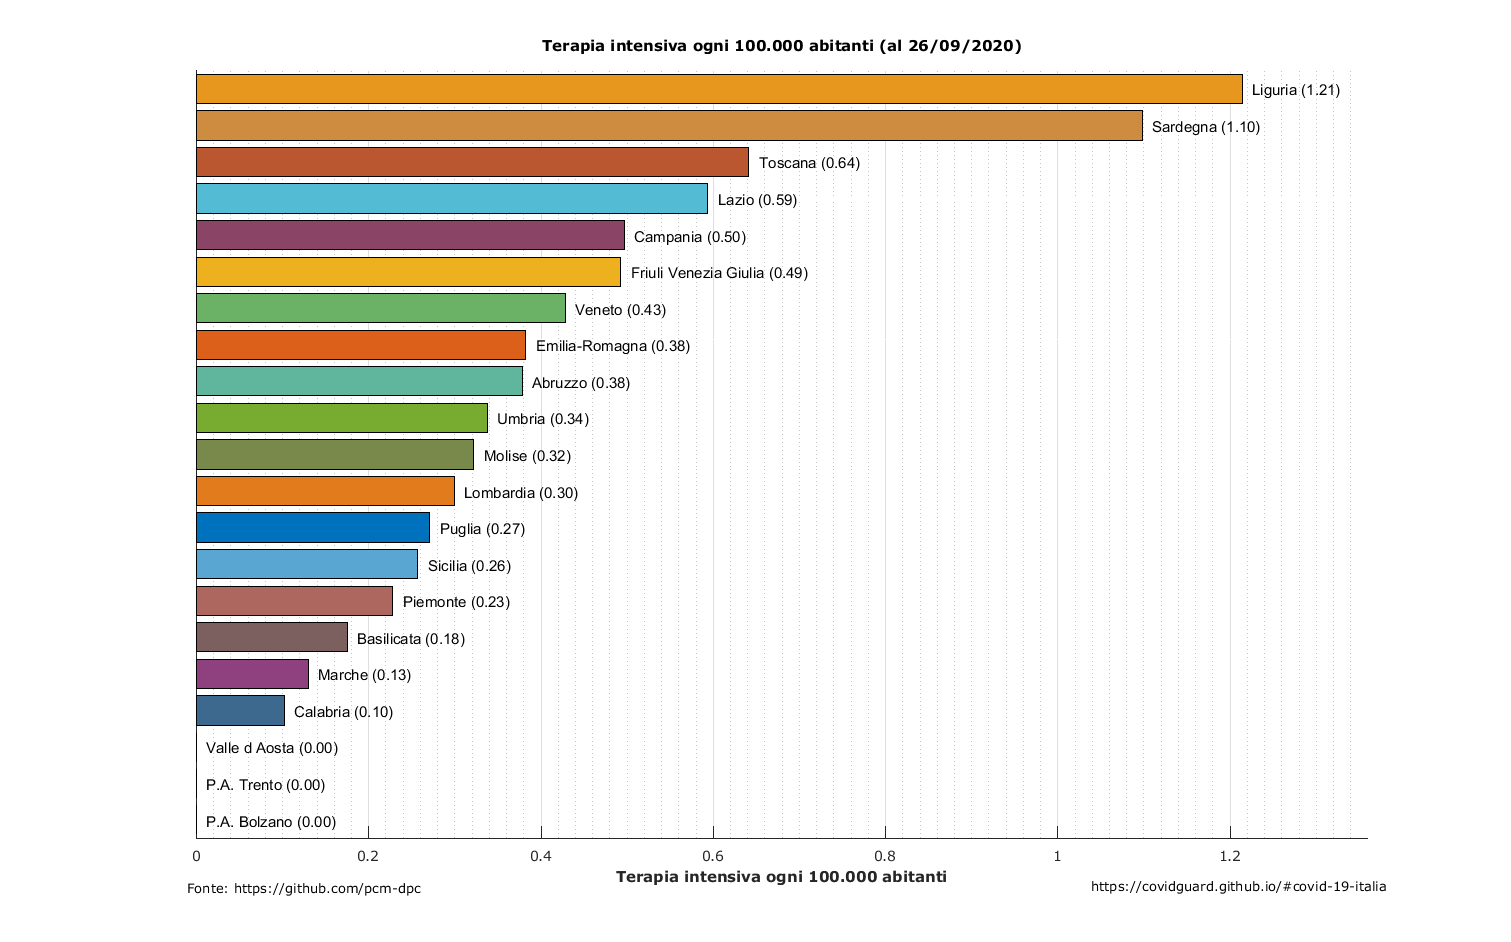 Terapia intensiva ogni 100.000 abitanti (al 26/09/2020)
Liguria (1.21)
Sardegna (1.10)
Toscana (0.64)
Lazio (0.59)
Campania (0.50)
Friuli Venezia Giulia (0.49)
Veneto (0.43)
Emilia-Romagna (0.38)
Abruzzo (0.38)
Umbria (0.34)
Molise (0.32)
Lombardia (0.30)
Puglia (0.27)
Sicilia (0.26)
Piemonte (0.23)
Basilicata (0.18)
Marche (0.13)
Calabria (0.10)
Valle d Aosta (0.00)
P.A. Trento (0.00)
P.A. Bolzano (0.00)
0 0.2 0.4 0.6 0.8 1 1.2
Terapia intensiva ogni 100.000 abitanti
Fonte: https://github.com/pcm-dpc
https://covidguard.github.io/#covid-19-italia